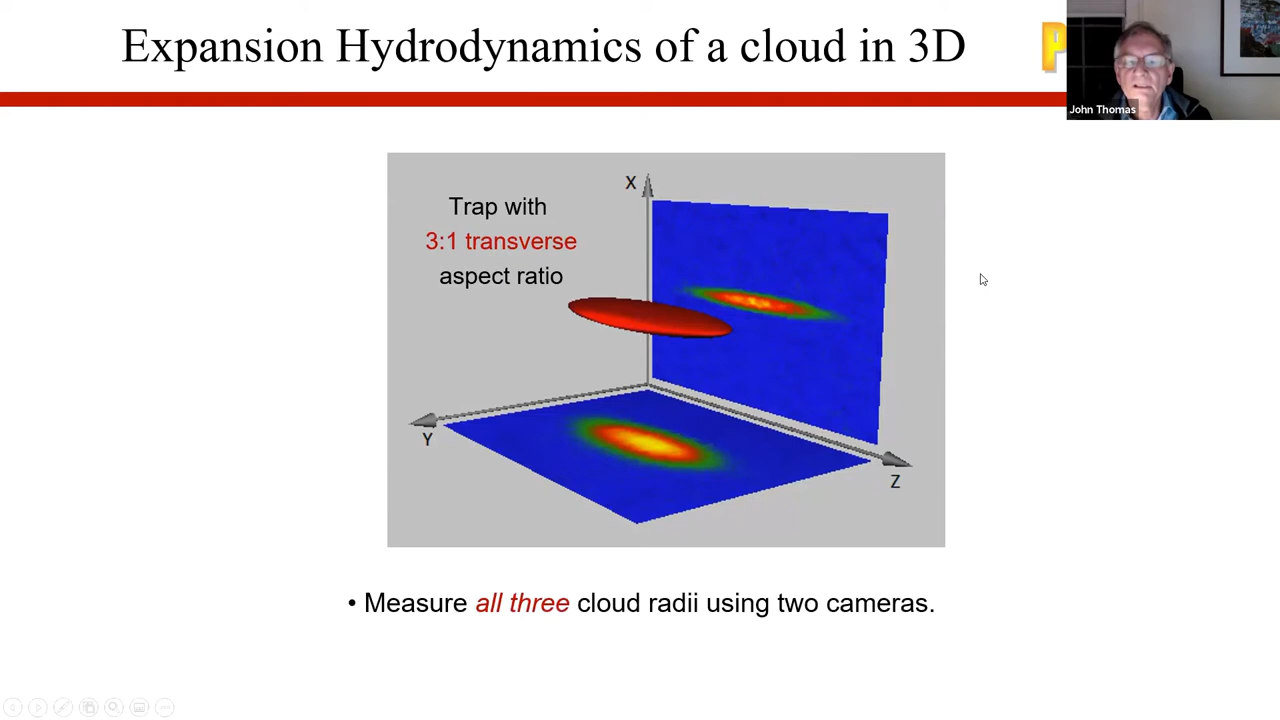 Expansion Hydrodynamics of a cloud in 3D
P
John Thomas
X
Trap with
3:1 transverse
aspect ratio
Y
Z
• Measure all three cloud radii using two cameras.